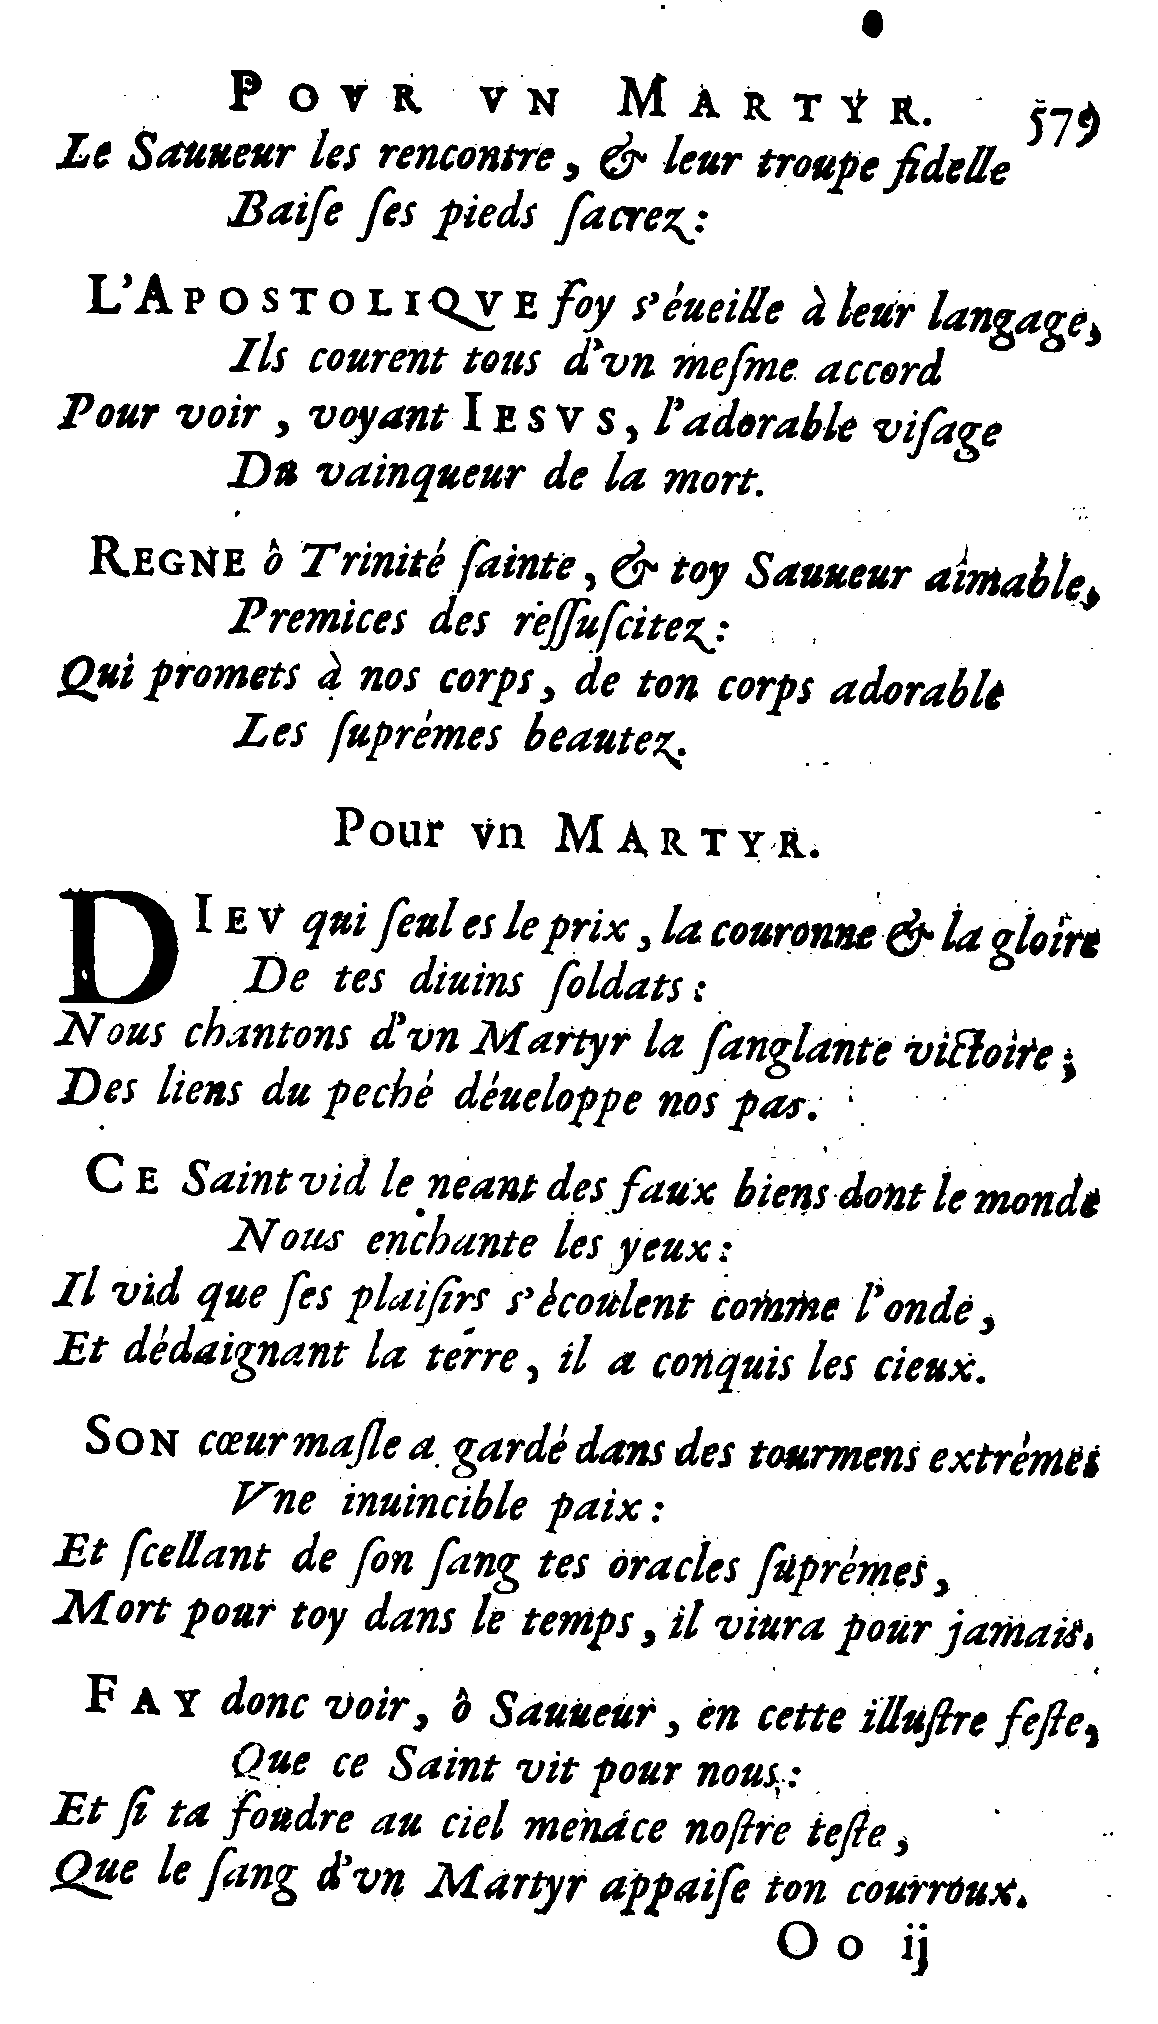 POVR VN MARTYR. 579
Le Sauueur les rencontre, & leur troupe fidelle
Baiſe ſes pieds ſacrez:
L'APOSTOLIQVE foy s'éueille à leur langage,
Ils courent tous d'vn meſme accord
Pour voir, voyant IESVS, l'adorable viſage
Du vainqueur de la mort.
REGNE ô Trinité ſainte, & toy Sauueur aimable,
Premices des reſſuſcitez:
Qui promets à nos corps, de ton corps adorable
Les ſuprémes beautez.
Pour vn MARTYR.
DIEV qui ſeul es le prix, la couronne & la gloire
De tes diuins ſoldats:
Nous chantons d'vn Martyr la ſanglante victoire;
Des liens du peché déueloppe nos pas.
CE Saint vid le neant des faux biens dont le monde
Nous enchante les yeux:
Il vid que ſes plaiſirs s'écoulent comme l'onde,
Et dédaignant la terre, il a conquis les cieux.
SON cœur maſle a gardé dans des tourmens extrémes
Vne inuincible paix:
Et ſcellant de ſon ſang tes oracles ſuprémes,
Mort pour toy dans le temps, il viura pour jamais.
FAY donc voir, ô Sauueur, en cette illuſtre feſte,
Que ce Saint vit pour nous:
Et ſi ta foudre au ciel menace noſtre teſte,
Que le ſang d'vn Martyr appaiſe ton courroux.
Oo ij